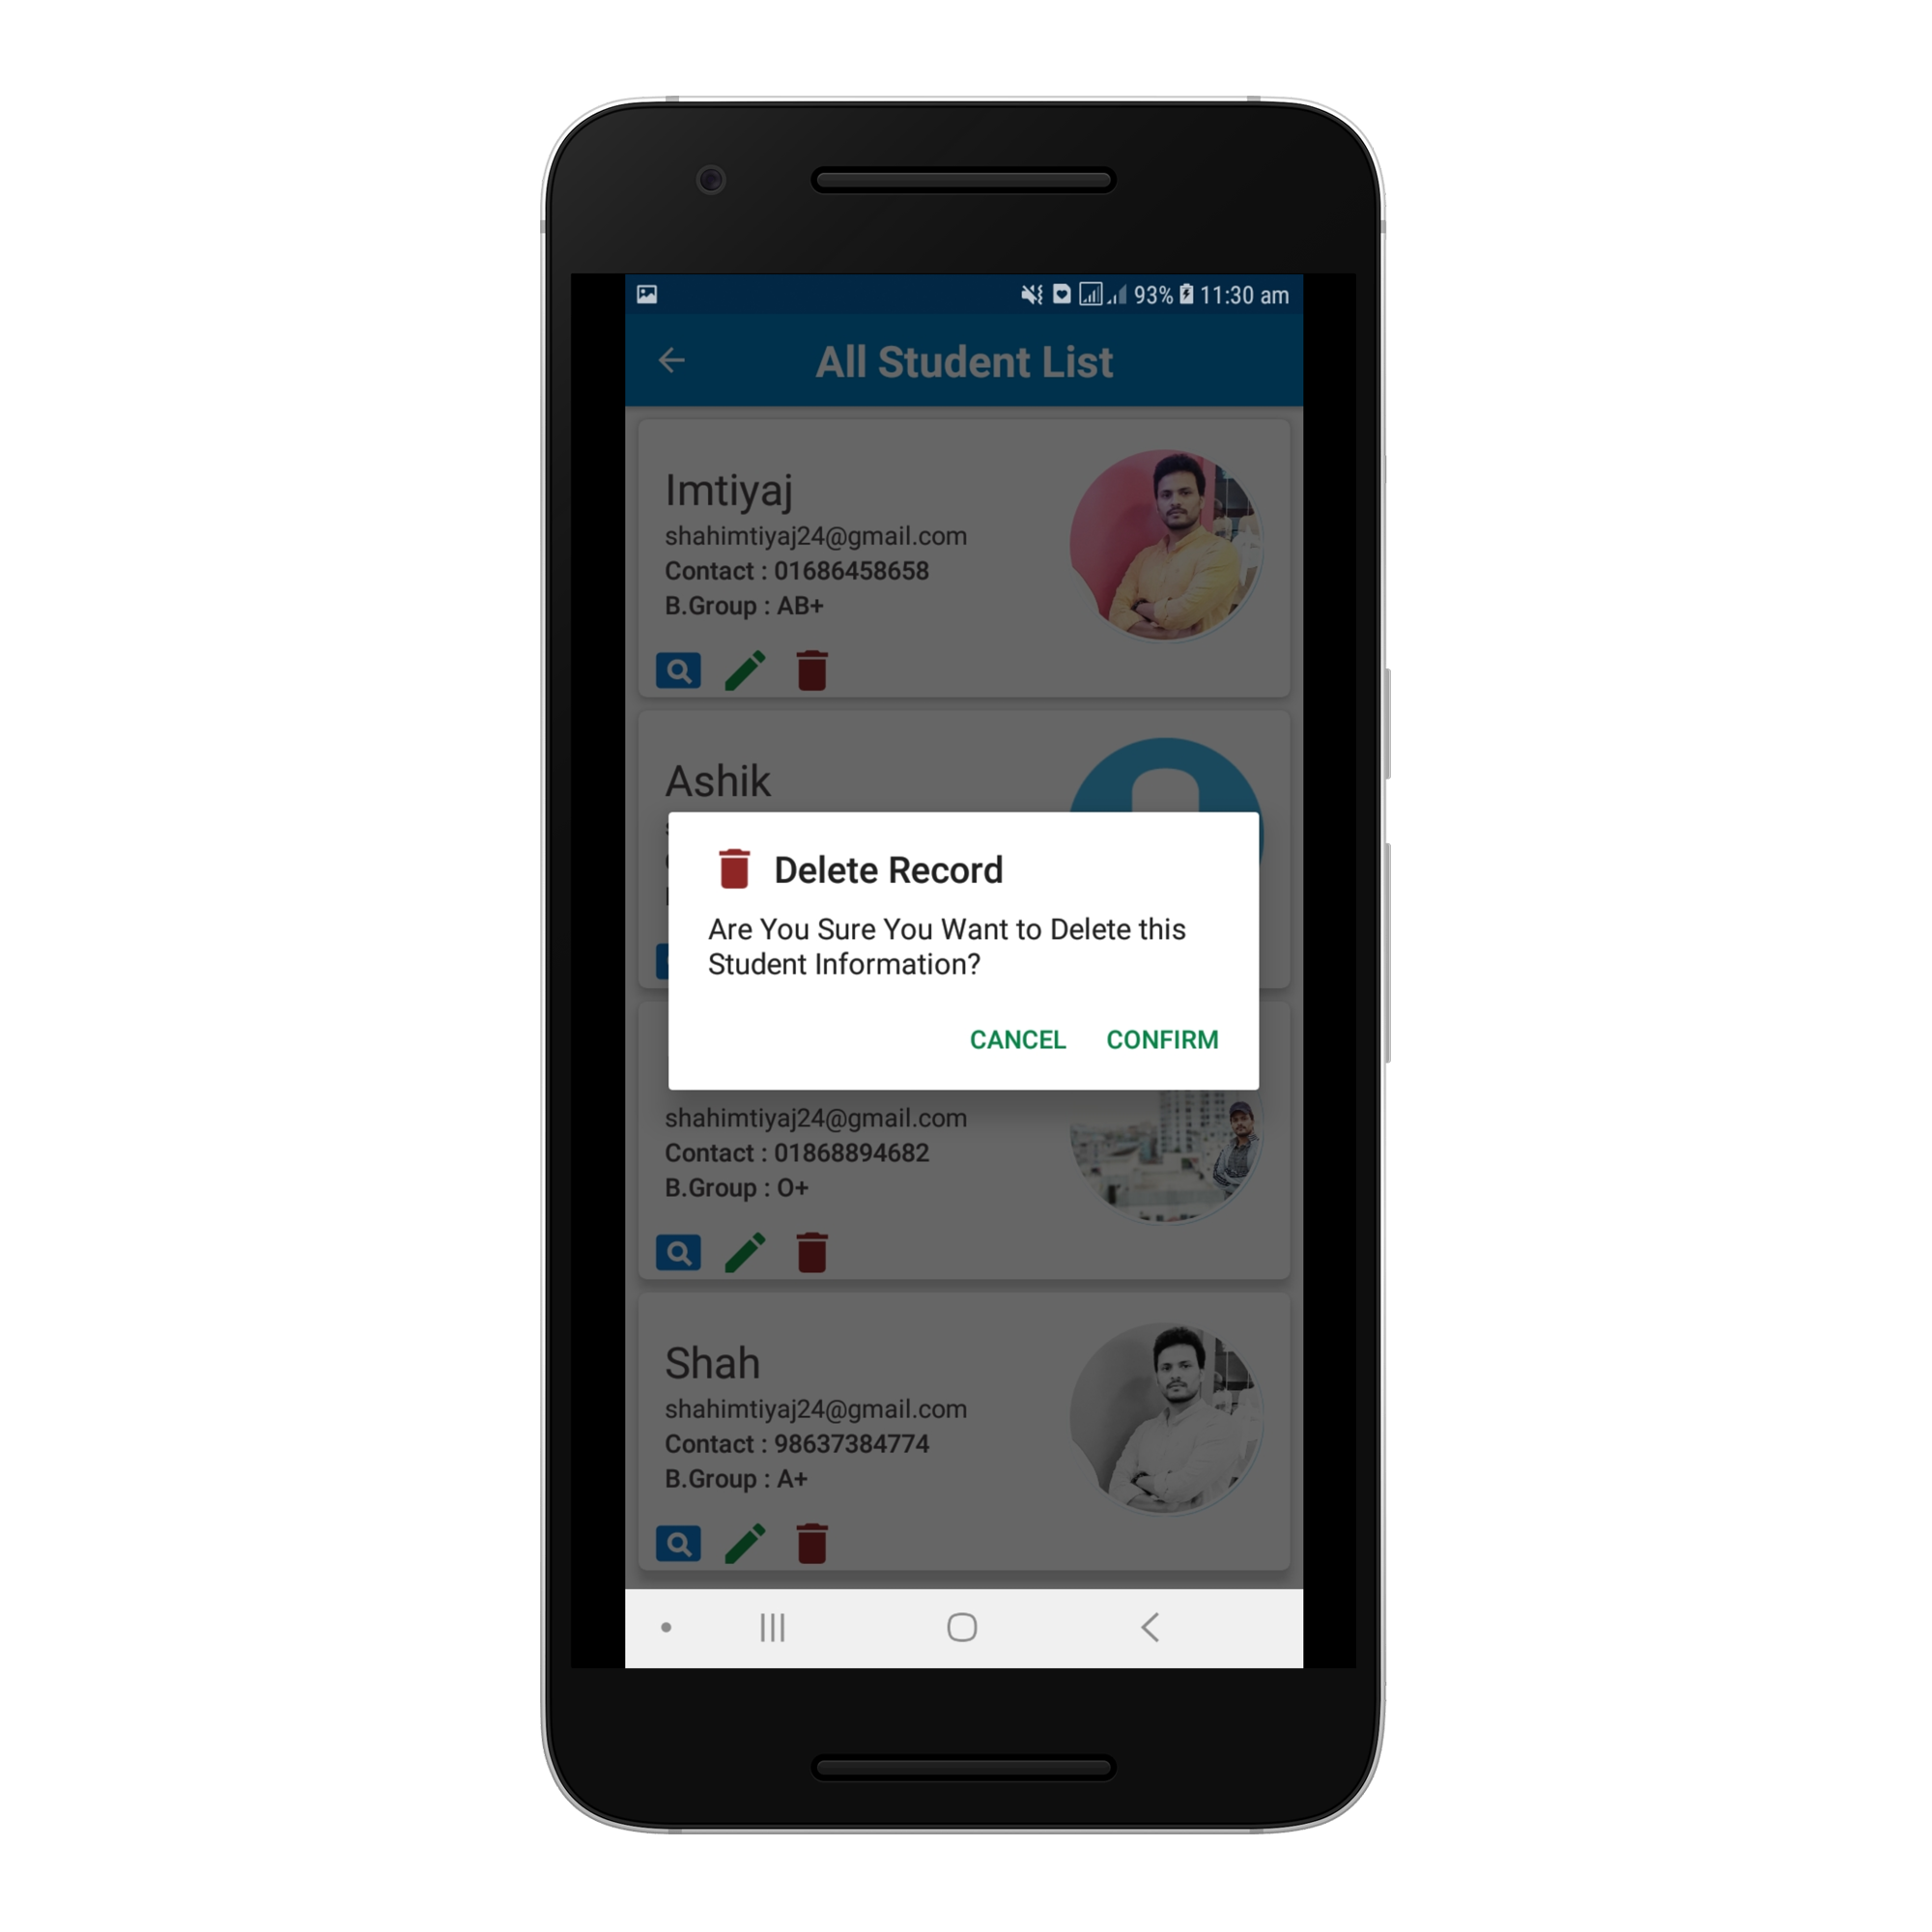 93% 11:30 am
All Student List
Imtiyaj
shahimtiyaj24@gmail.com
Contact : 01686458658
B.Group : AB+
Ashik
Delete Record
Are You Sure You Want to Delete this
Student Information?
CANCEL CONFIRM
shahimtiyaj24@gmail.com
Contact : 01868894682
B.Group : O+
Shah
shahimtiyaj24@gmail.com
Contact : 98637384774
B.Group : A+